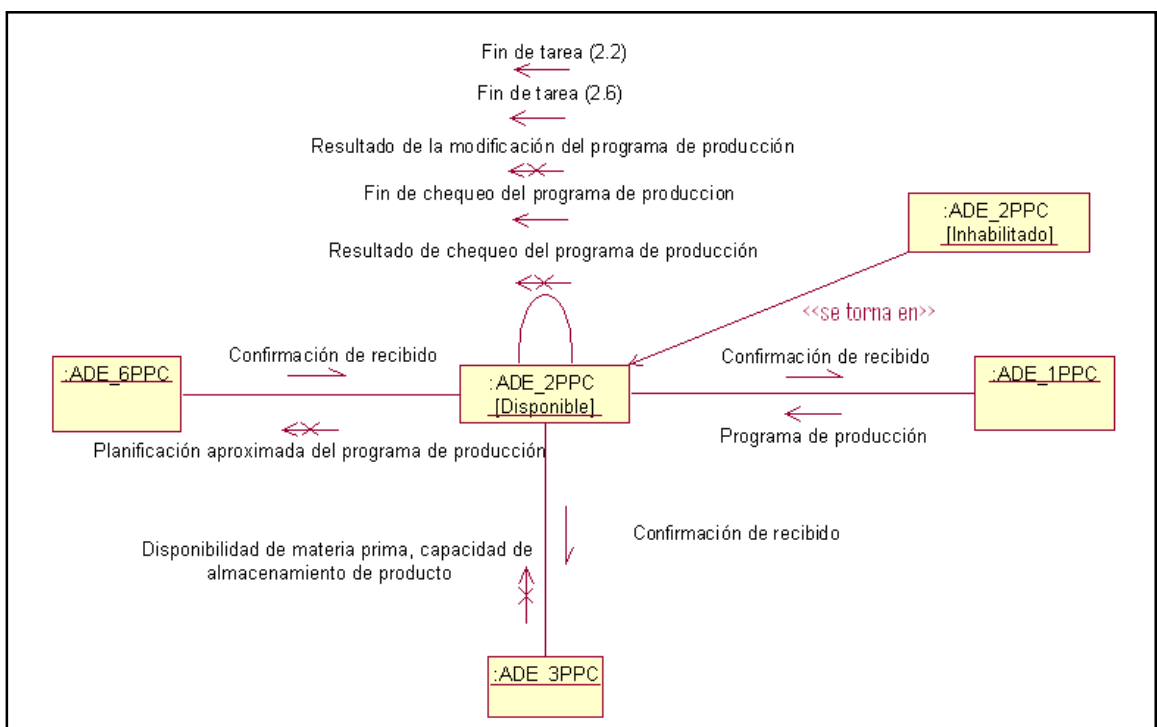 Fin de tarea (2.2)
Fin de tarea (2.6)
Resultado de la modificación del programa de producción
Fin de chequeo del programa de produccion
Resultado de chequeo del programa de producción
:ADE_2PPC
[Inhabilitado]
<<se torna en>>
Confirmación de recibido
Confirmación de recibido
:ADE_6PPC
:ADE_2PPC
[Disponible]
:ADE_1PPC
Planificación aproximada del programa de producción
Programa de producción
Confirmación de recibido
Disponibilidad de materia prima, capacidad de
almacenamiento de producto
:ADE_3PPC